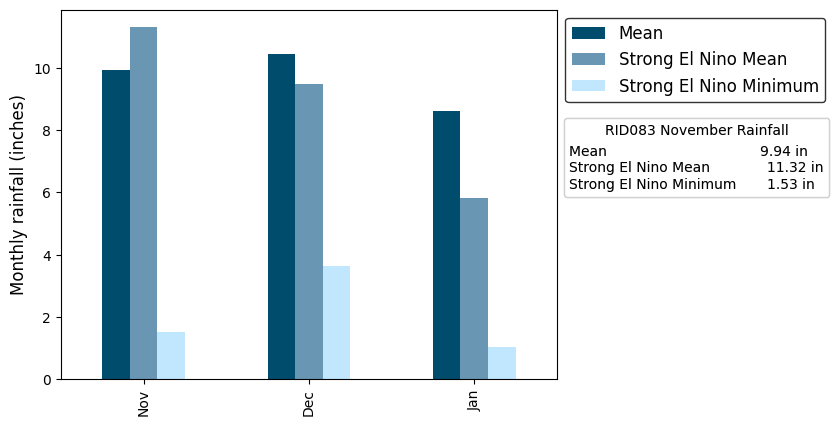 Monthly rainfall (inches)
10
8
6
4
2
0
Nov
Dec
Jan
Mean
Strong El Nino Mean
Strong El Nino Minimum
RID083 November Rainfall
Mean 9.94 in
Strong El Nino Mean 11.32 in
Strong El Nino Minimum 1.53 in